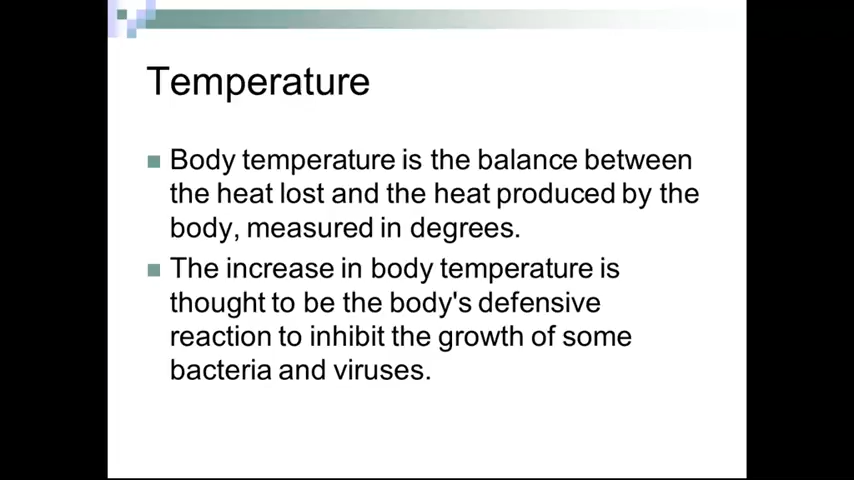 Temperature
Body temperature is the balance between
the heat lost and the heat produced by the
body, measured in degrees.
The increase in body temperature is
thought to be the body's defensive
reaction to inhibit the growth of some
bacteria and viruses.